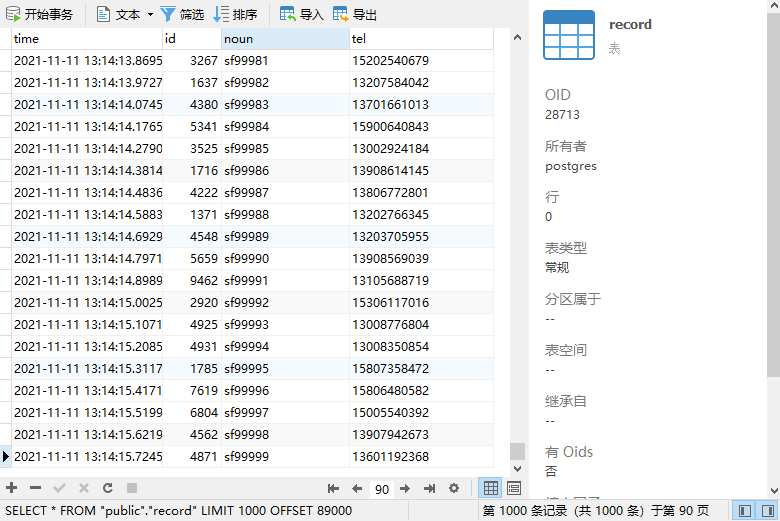 开始事务 文本 筛选 排序 导入 导出
time id noun tel
2021-11-11 13:14:13.8695 3267 sf99981 15202540679
2021-11-11 13:14:13.9727 1637 sf99982 13207584042
2021-11-11 13:14:14.0745 4380 sf99983 13701661013
2021-11-11 13:14:14.1765 5341 sf99984 15900640843
2021-11-11 13:14:14.2790 3525 sf99985 13002924184
2021-11-11 13:14:14.3814 1716 sf99986 13908614145
2021-11-11 13:14:14.4836 4222 sf99987 13806772801
2021-11-11 13:14:14.5883 1371 sf99988 13202766345
2021-11-11 13:14:14.6929 4548 sf99989 13203705955
2021-11-11 13:14:14.7971 5659 sf99990 13908569039
2021-11-11 13:14:14.8989 9462 sf99991 13105688719
2021-11-11 13:14:15.0025 2920 sf99992 15306117016
2021-11-11 13:14:15.1071 4925 sf99993 13008776804
2021-11-11 13:14:15.2085 4931 sf99994 13008350854
2021-11-11 13:14:15.3117 1785 sf99995 15807358472
2021-11-11 13:14:15.4171 7619 sf99996 15806480582
2021-11-11 13:14:15.5199 6804 sf99997 15005540392
2021-11-11 13:14:15.6219 4562 sf99998 13907942673
2021-11-11 13:14:15.7245 4871 sf99999 13601192368
90
SELECT * FROM "public"."record" LIMIT 1000 OFFSET 89000
第 1000 条记录 (共 1000 条) 于第 90 页
record
表
OID
28713
所有者
postgres
行
0
表类型
常规
分区属于
--
表空间
--
继承自
--
有 Oids
否